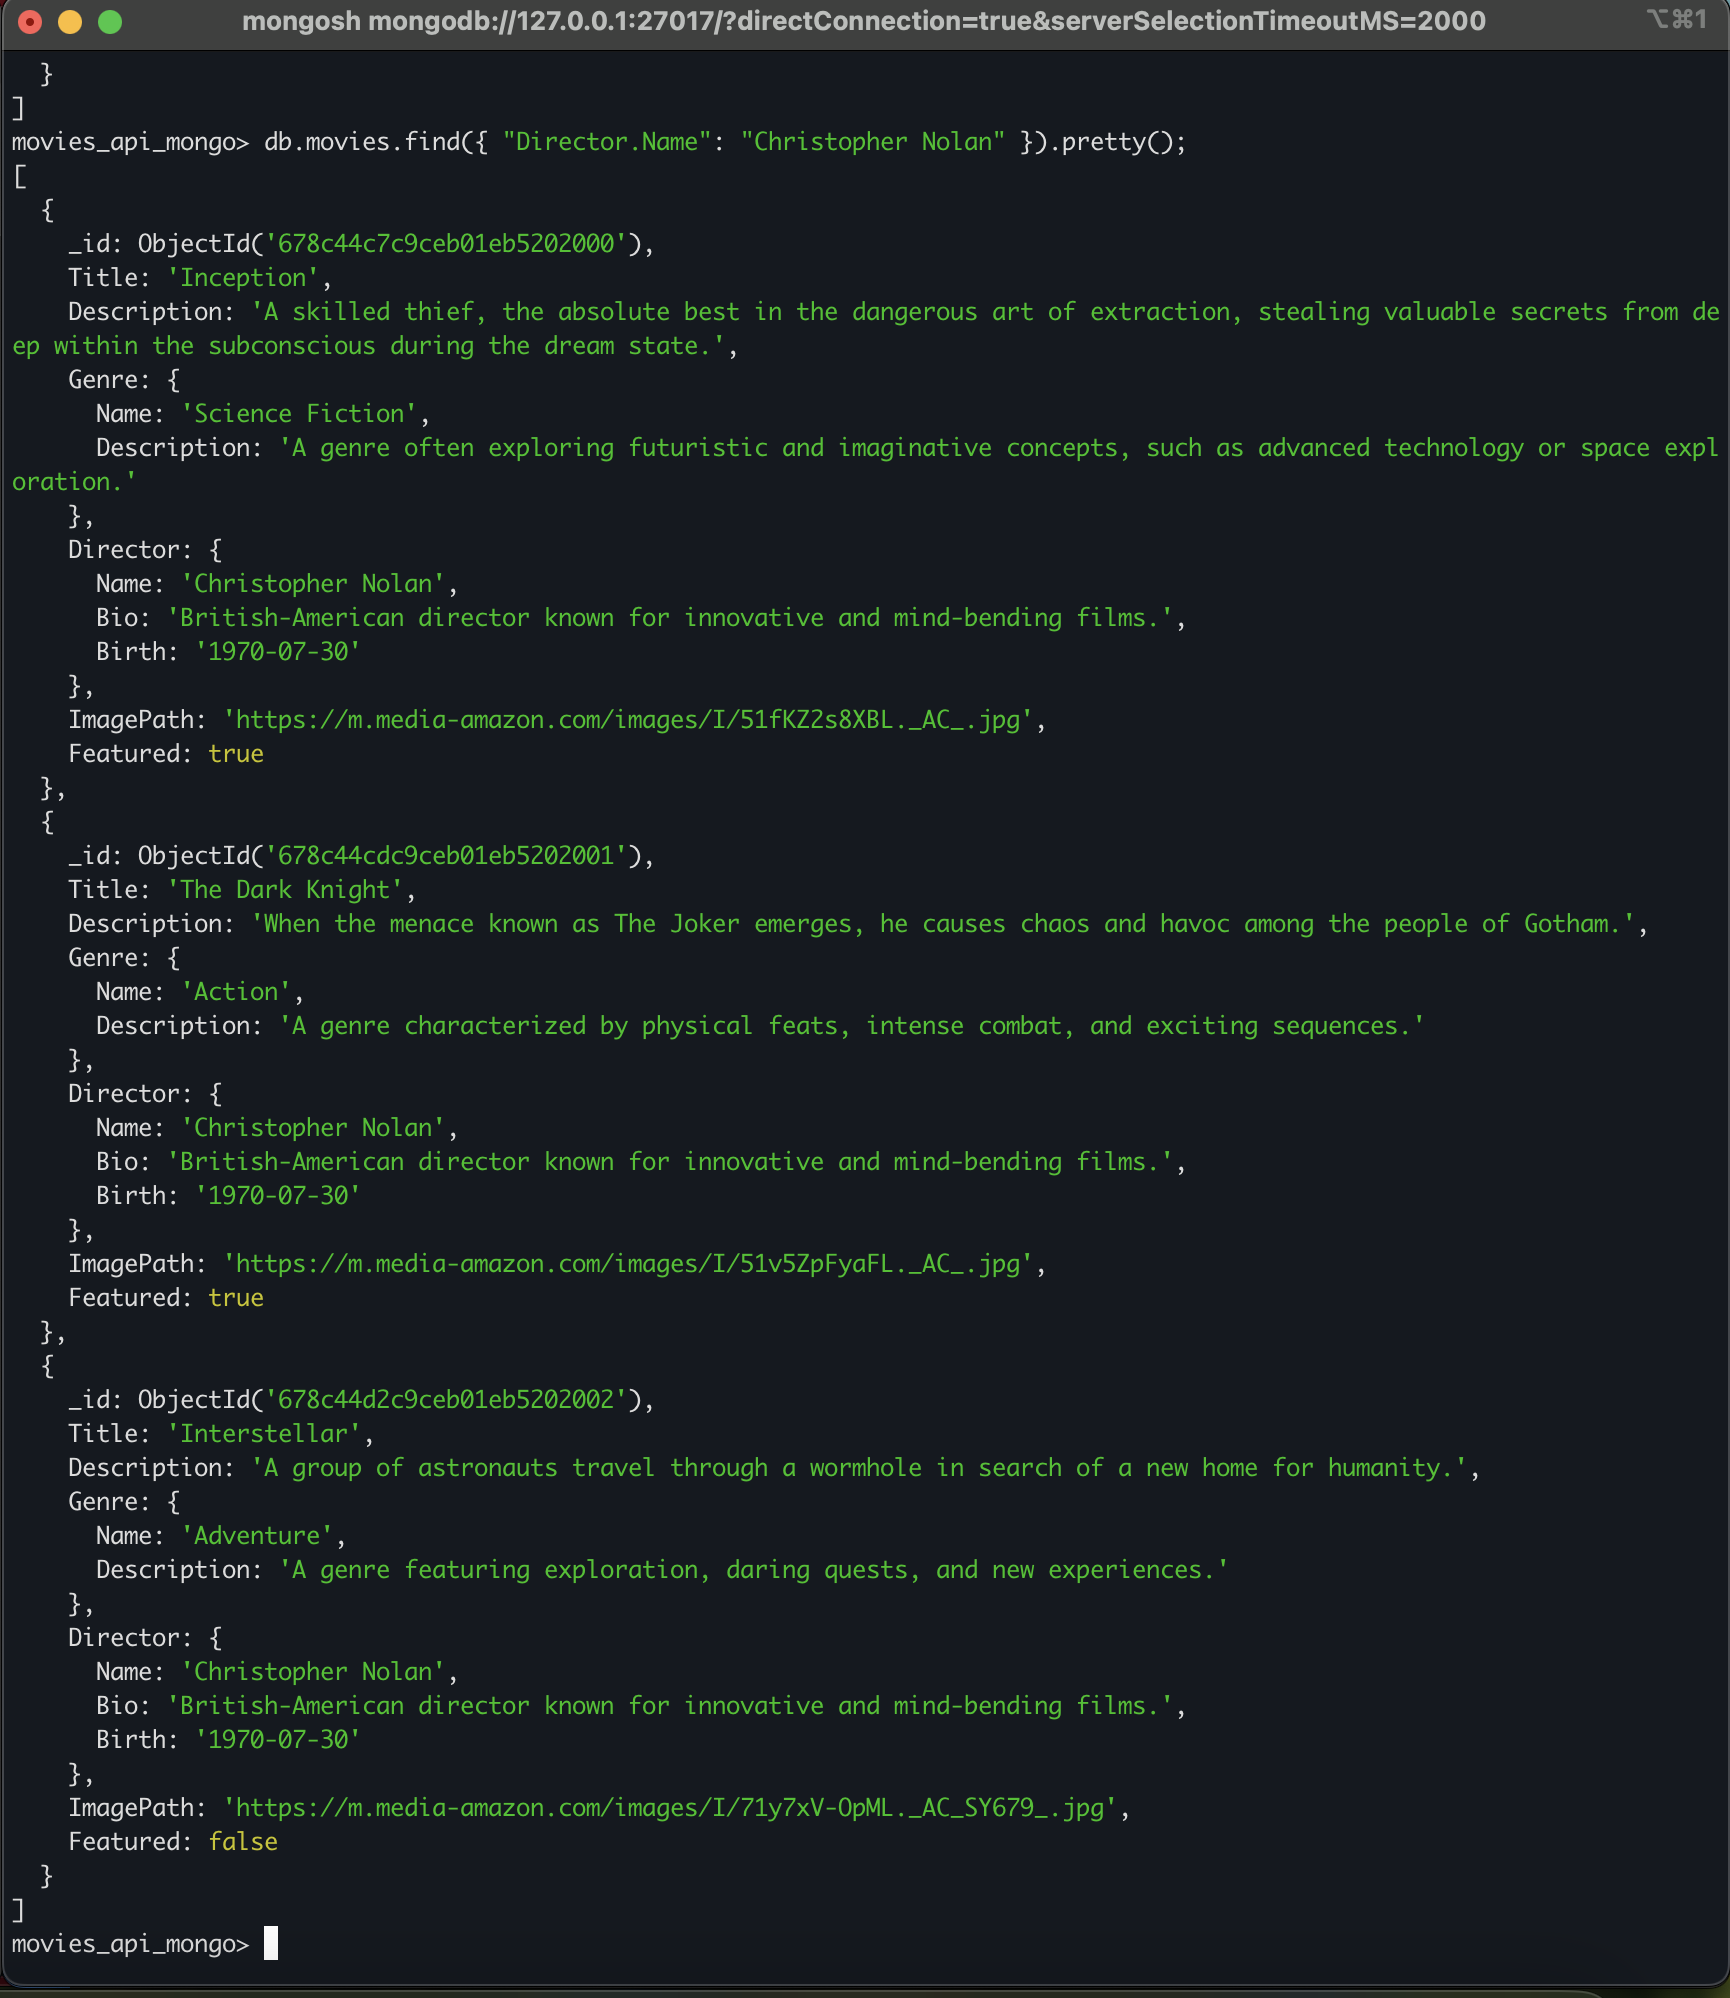 mongosh mongodb://127.0.0.1:27017/?directConnection=true&serverSelectionTimeoutMS=2000
⌥⌘1
  }
]
movies_api_mongo> db.movies.find({ "Director.Name": "Christopher Nolan" }).pretty();
[
  {
    _id: ObjectId('678c44c7c9ceb01eb5202000'),
    Title: 'Inception',
    Description: 'A skilled thief, the absolute best in the dangerous art of extraction, stealing valuable secrets from de
ep within the subconscious during the dream state.',
    Genre: {
      Name: 'Science Fiction',
      Description: 'A genre often exploring futuristic and imaginative concepts, such as advanced technology or space expl
oration.'
    },
    Director: {
      Name: 'Christopher Nolan',
      Bio: 'British-American director known for innovative and mind-bending films.',
      Birth: '1970-07-30'
    },
    ImagePath: 'https://m.media-amazon.com/images/I/51fKZ2s8XBL._AC_.jpg',
    Featured: true
  },
  {
    _id: ObjectId('678c44cdc9ceb01eb5202001'),
    Title: 'The Dark Knight',
    Description: 'When the menace known as The Joker emerges, he causes chaos and havoc among the people of Gotham.',
    Genre: {
      Name: 'Action',
      Description: 'A genre characterized by physical feats, intense combat, and exciting sequences.'
    },
    Director: {
      Name: 'Christopher Nolan',
      Bio: 'British-American director known for innovative and mind-bending films.',
      Birth: '1970-07-30'
    },
    ImagePath: 'https://m.media-amazon.com/images/I/51v5ZpFyaFL._AC_.jpg',
    Featured: true
  },
  {
    _id: ObjectId('678c44d2c9ceb01eb5202002'),
    Title: 'Interstellar',
    Description: 'A group of astronauts travel through a wormhole in search of a new home for humanity.',
    Genre: {
      Name: 'Adventure',
      Description: 'A genre featuring exploration, daring quests, and new experiences.'
    },
    Director: {
      Name: 'Christopher Nolan',
      Bio: 'British-American director known for innovative and mind-bending films.',
      Birth: '1970-07-30'
    },
    ImagePath: 'https://m.media-amazon.com/images/I/71y7xV-OpML._AC_SY679_.jpg',
    Featured: false
  }
]
movies_api_mongo>